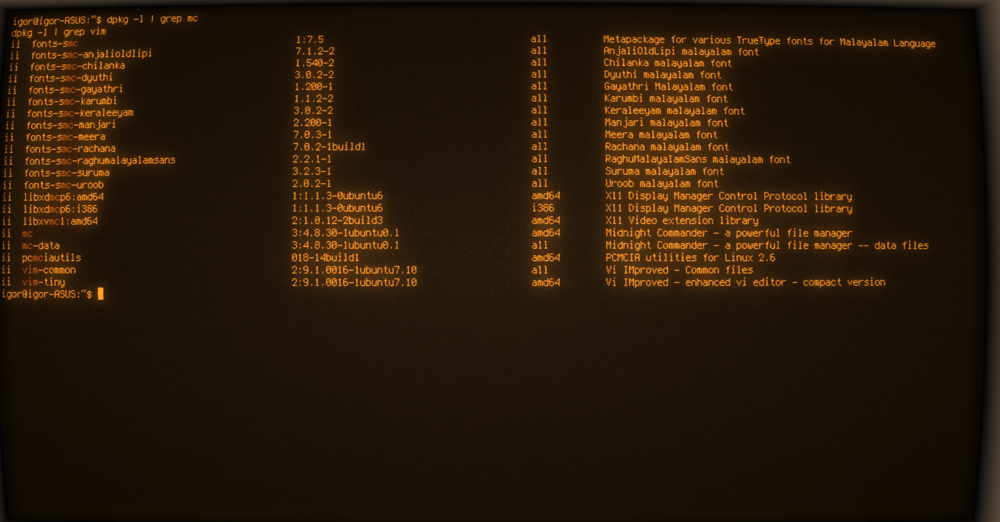 igor@igor-ASUS:~$ dpkg -l | grep mc
dpkg -l | grep vim
ii  fonts-smc  1:7.5  all  Metapackage for various TrueType fonts for Malayalam Language
ii  fonts-smc-anjalioldlipi  7.1.2-2  all  AnjaliOldLipi malayalam font
ii  fonts-smc-chilanka  1.540-2  all  Chilanka malayalam font
ii  fonts-smc-dyuthi  3.0.2-2  all  Dyuthi malayalam font
ii  fonts-smc-gayathri  1.200-1  all  Gayathri Malayalam font
ii  fonts-smc-karumbi  1.1.2-2  all  Karumbi malayalam font
ii  fonts-smc-keraleeyam  3.0.2-2  all  Keraleeyam malayalam font
ii  fonts-smc-manjari  2.200-1  all  Manjari malayalam font
ii  fonts-smc-meera  7.0.3-1  all  Meera malayalam font
ii  fonts-smc-rachana  7.0.2-1build1  all  Rachana malayalam font
ii  fonts-smc-raghumalayalamsans  2.2.1-1  all  RaghuMalayalamSans malayalam font
ii  fonts-smc-suruma  3.2.3-1  all  Suruma malayalam font
ii  fonts-smc-uroob  2.0.2-1  all  Uroob malayalam font
ii  libxdmcp6:amd64  1:1.1.3-0ubuntu6  amd64  X11 Display Manager Control Protocol library
ii  libxdmcp6:i386  1:1.1.3-0ubuntu6  i386  X11 Display Manager Control Protocol library
ii  libxvmc1:amd64  2:1.0.12-2build3  amd64  X11 Video extension library
ii  mc  3:4.8.30-1ubuntu0.1  amd64  Midnight Commander - a powerful file manager
ii  mc-data  3:4.8.30-1ubuntu0.1  all  Midnight Commander - a powerful file manager -- data files
ii  pcmciautils  018-14build1  amd64  PCMCIA utilities for Linux 2.6
ii  vim-common  2:9.1.0016-1ubuntu7.10  all  Vi IMproved - Common files
ii  vim-tiny  2:9.1.0016-1ubuntu7.10  amd64  Vi IMproved - enhanced vi editor - compact version
igor@igor-ASUS:~$